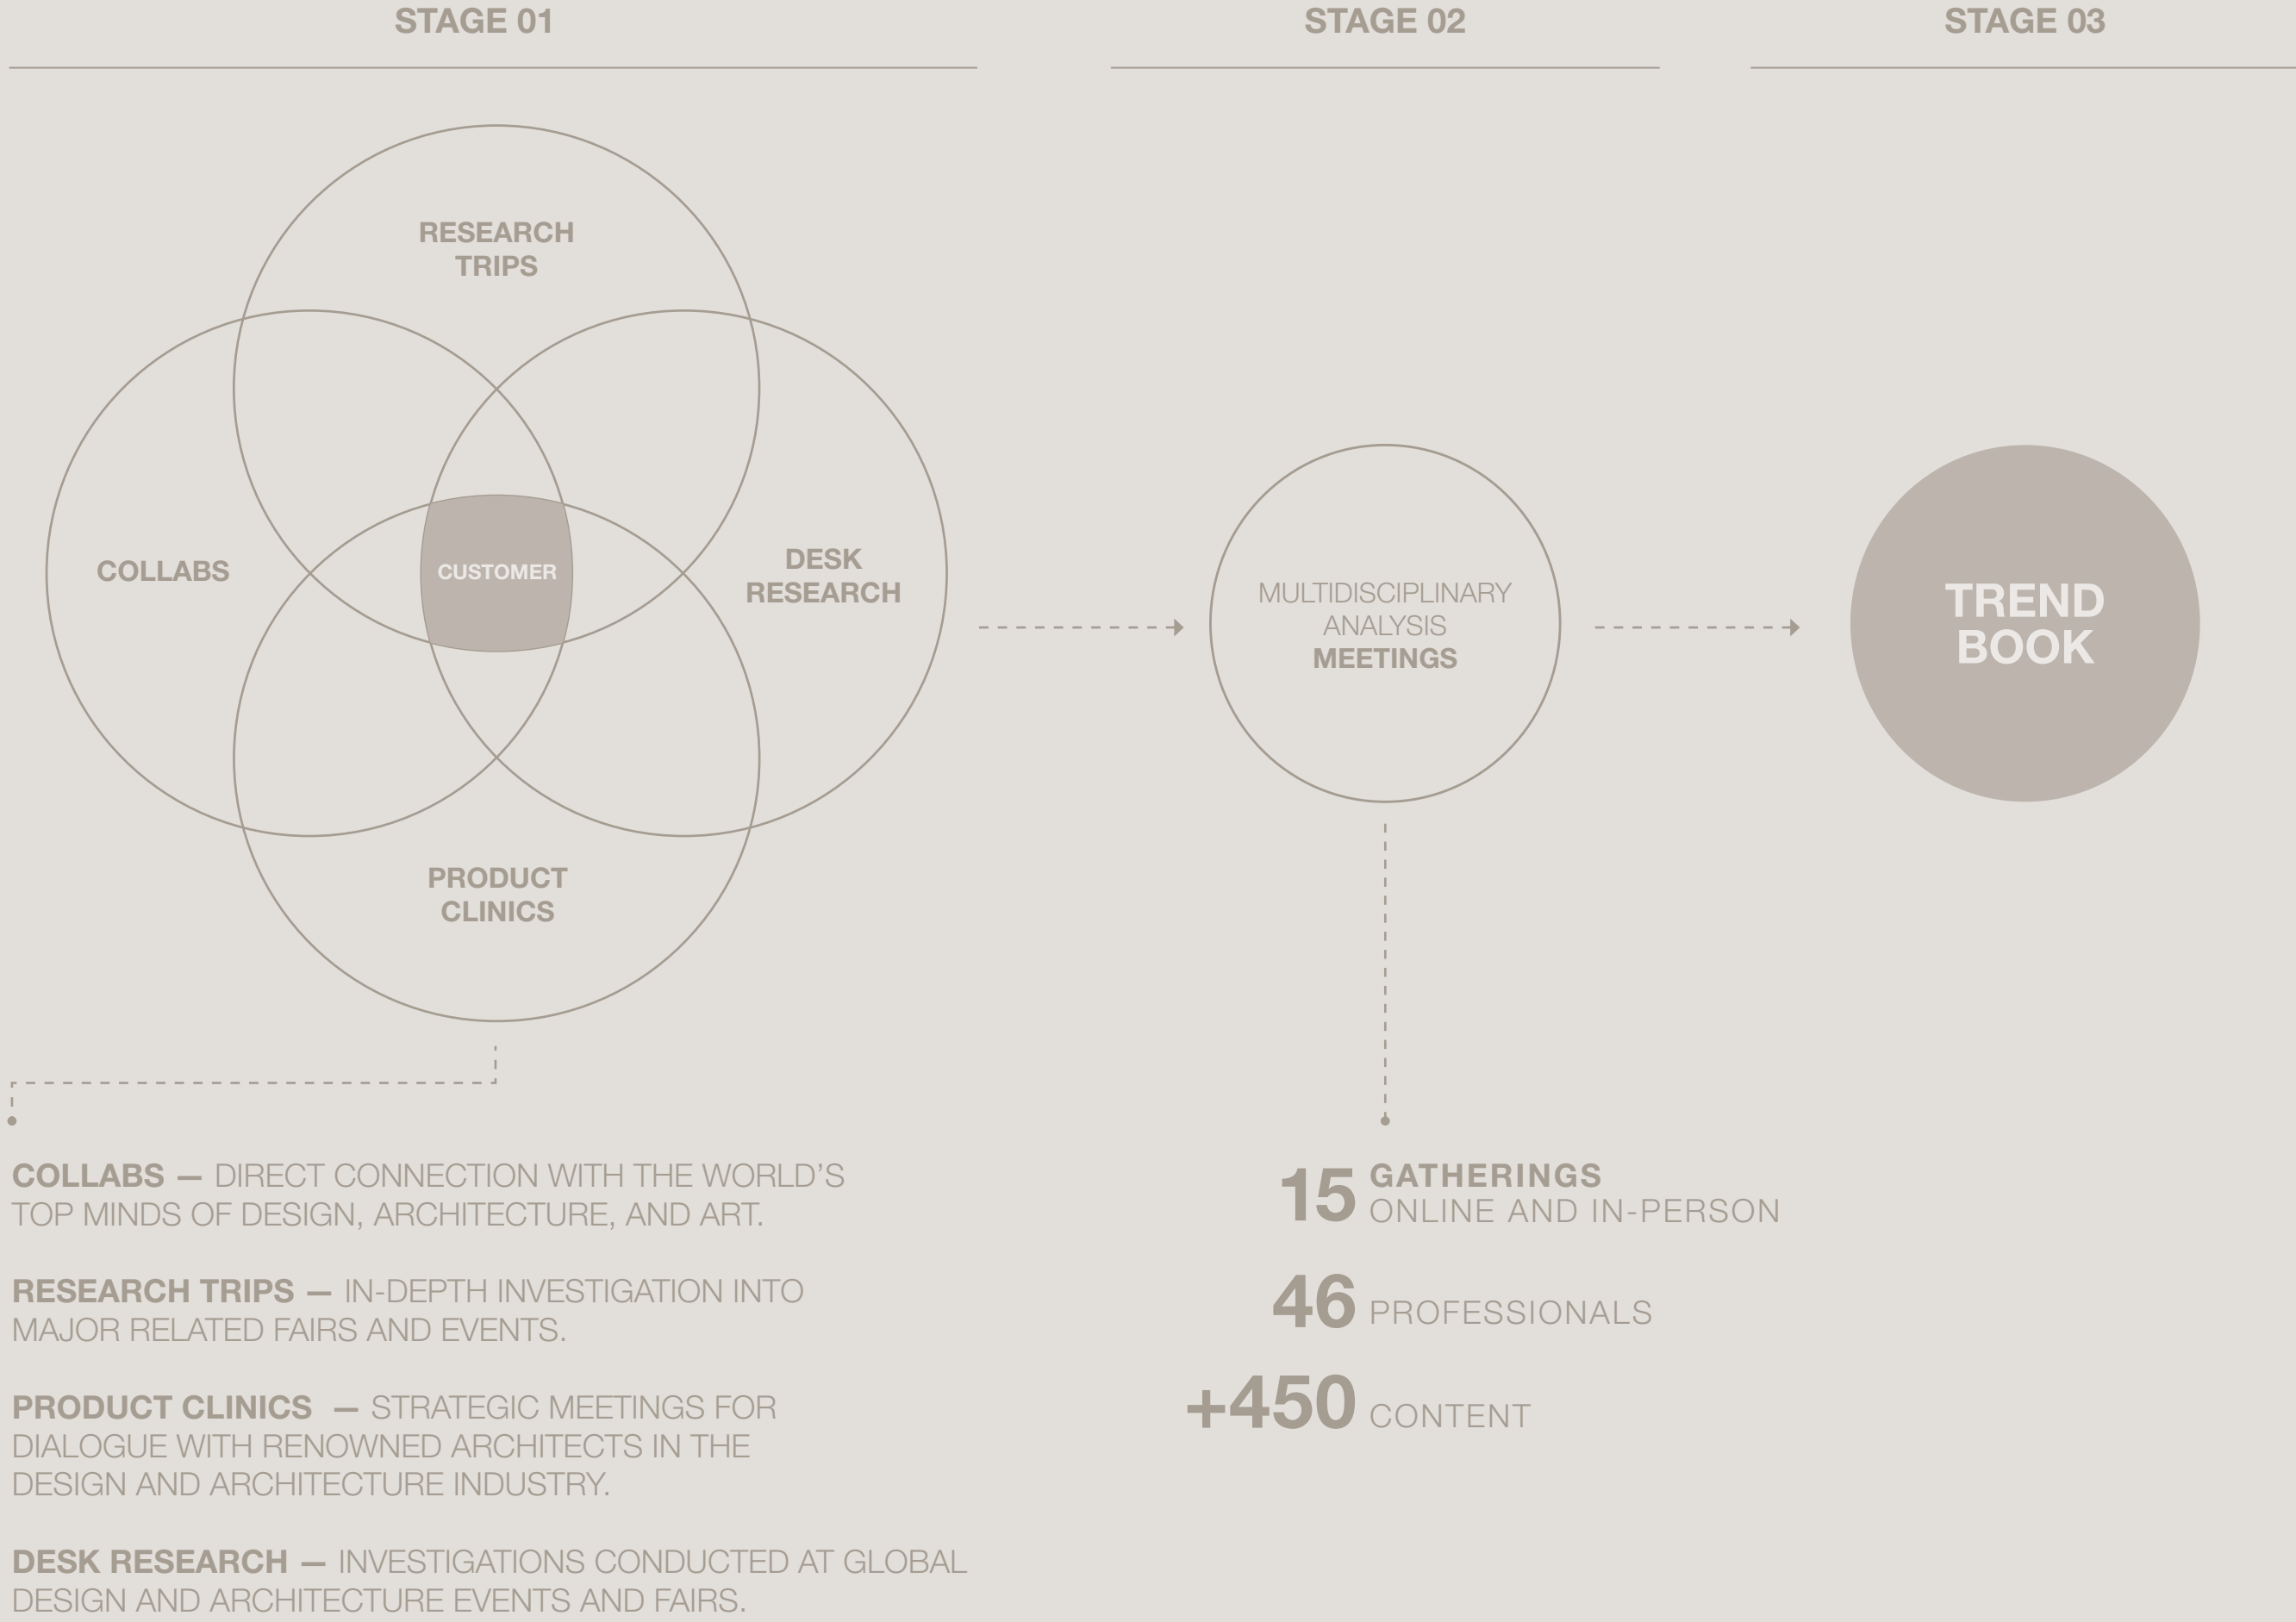 STAGE 01
STAGE 02
STAGE 03
RESEARCH
TRIPS
COLLABS
CUSTOMER
DESK
RESEARCH
PRODUCT
CLINICS
MULTIDISCIPLINARY
ANALYSIS
MEETINGS
TREND
BOOK
COLLABS — DIRECT CONNECTION WITH THE WORLD’S
TOP MINDS OF DESIGN, ARCHITECTURE, AND ART.
RESEARCH TRIPS — IN-DEPTH INVESTIGATION INTO
MAJOR RELATED FAIRS AND EVENTS.
PRODUCT CLINICS — STRATEGIC MEETINGS FOR
DIALOGUE WITH RENOWNED ARCHITECTS IN THE
DESIGN AND ARCHITECTURE INDUSTRY.
DESK RESEARCH — INVESTIGATIONS CONDUCTED AT GLOBAL
DESIGN AND ARCHITECTURE EVENTS AND FAIRS.
15 GATHERINGS
ONLINE AND IN-PERSON
46 PROFESSIONALS
+450 CONTENT